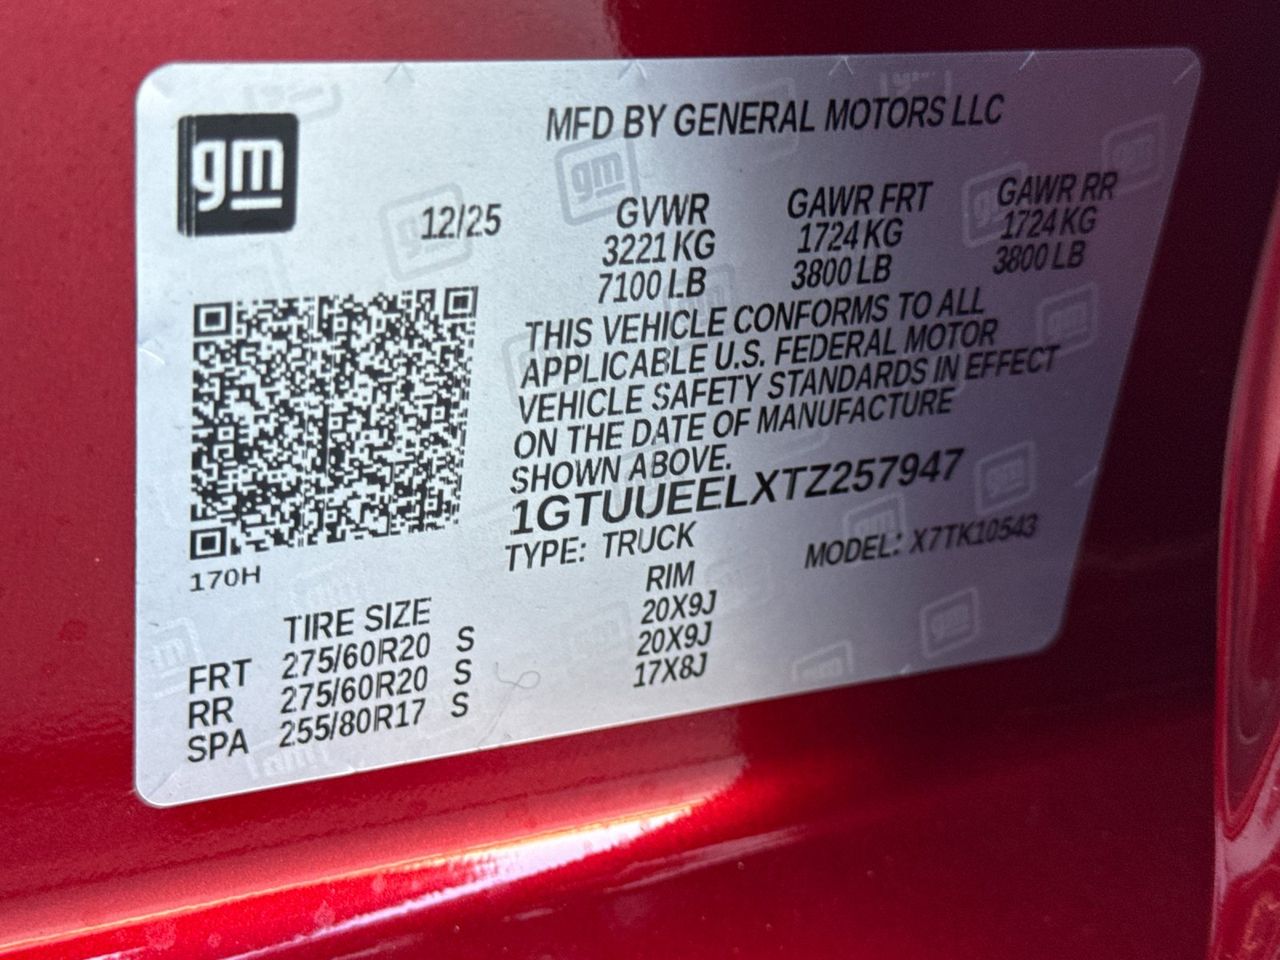 gm
MFD BY GENERAL MOTORS LLC
12/25
GVWR GAWR FRT GAWR RR
3221 KG 1724 KG 1724 KG
7100 LB 3800 LB 3800 LB
THIS VEHICLE CONFORMS TO ALL
APPLICABLE U.S. FEDERAL MOTOR
VEHICLE SAFETY STANDARDS IN EFFECT
ON THE DATE OF MANUFACTURE
SHOWN ABOVE.
1GTUUEELXTZ257947
TYPE: TRUCK MODEL: X7TK10543
170H
TIRE SIZE RIM
FRT 275/60R20 S 20X9J
RR 275/60R20 S 20X9J
SPA 255/80R17 S 17X8J